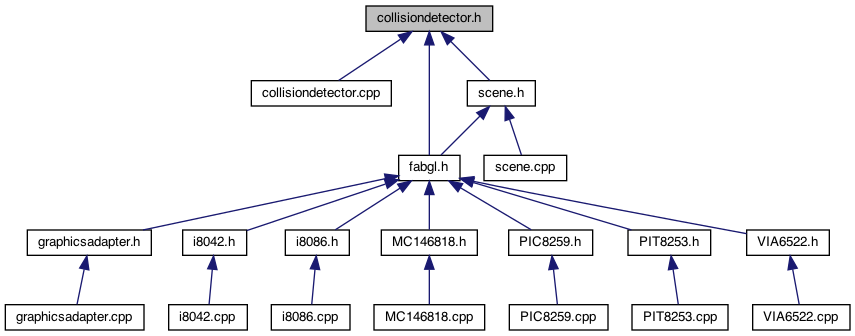 collisiondetector.h
collisiondetector.cpp
scene.h
fabgl.h
scene.cpp
graphicsadapter.h
i8042.h
i8086.h
MC146818.h
PIC8259.h
PIT8253.h
VIA6522.h
graphicsadapter.cpp
i8042.cpp
i8086.cpp
MC146818.cpp
PIC8259.cpp
PIT8253.cpp
VIA6522.cpp